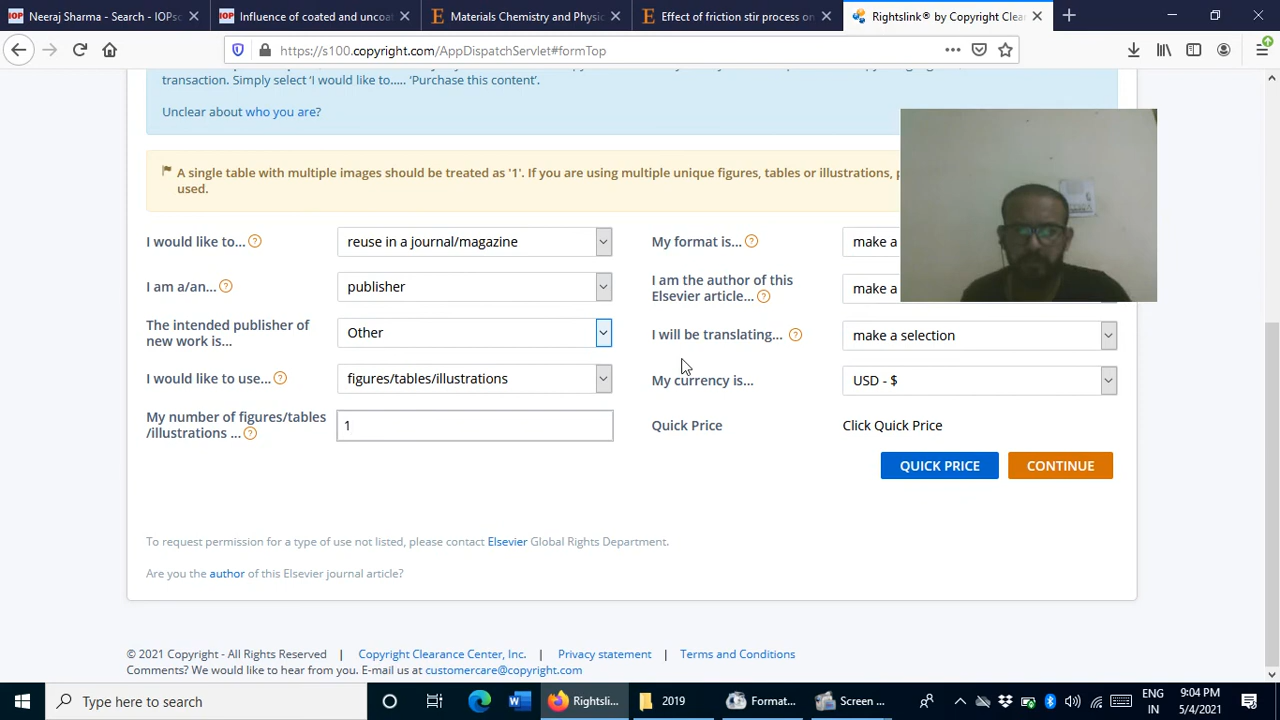 Neeraj Sharma - Search - IOPsc
Influence of coated and uncoat
Materials Chemistry and Physic
Effect of friction stir process on
Rightslink® by Copyright Clear
https://s100.copyright.com/AppDispatchServlet#formTop
transaction. Simply select 'I would like to..... 'Purchase this content'.
Unclear about who you are?
A single table with multiple images should be treated as '1'. If you are using multiple unique figures, tables or illustrations,
used.
I would like to... reuse in a journal/magazine
My format is... make a
I am a/an... publisher
I am the author of this
Elsevier article... make a
The intended publisher of
new work is... Other
I will be translating... make a selection
I would like to use... figures/tables/illustrations
My currency is... USD - $
My number of figures/tables
/illustrations ... 1
Quick Price Click Quick Price
QUICK PRICE CONTINUE
To request permission for a type of use not listed, please contact Elsevier Global Rights Department.
Are you the author of this Elsevier journal article?
© 2021 Copyright - All Rights Reserved | Copyright Clearance Center, Inc. | Privacy statement | Terms and Conditions
Comments? We would like to hear from you. E-mail us at customercare@copyright.com
Type here to search
Rightsli...
2019
Format...
Screen ...
ENG
IN
9:04 PM
5/4/2021